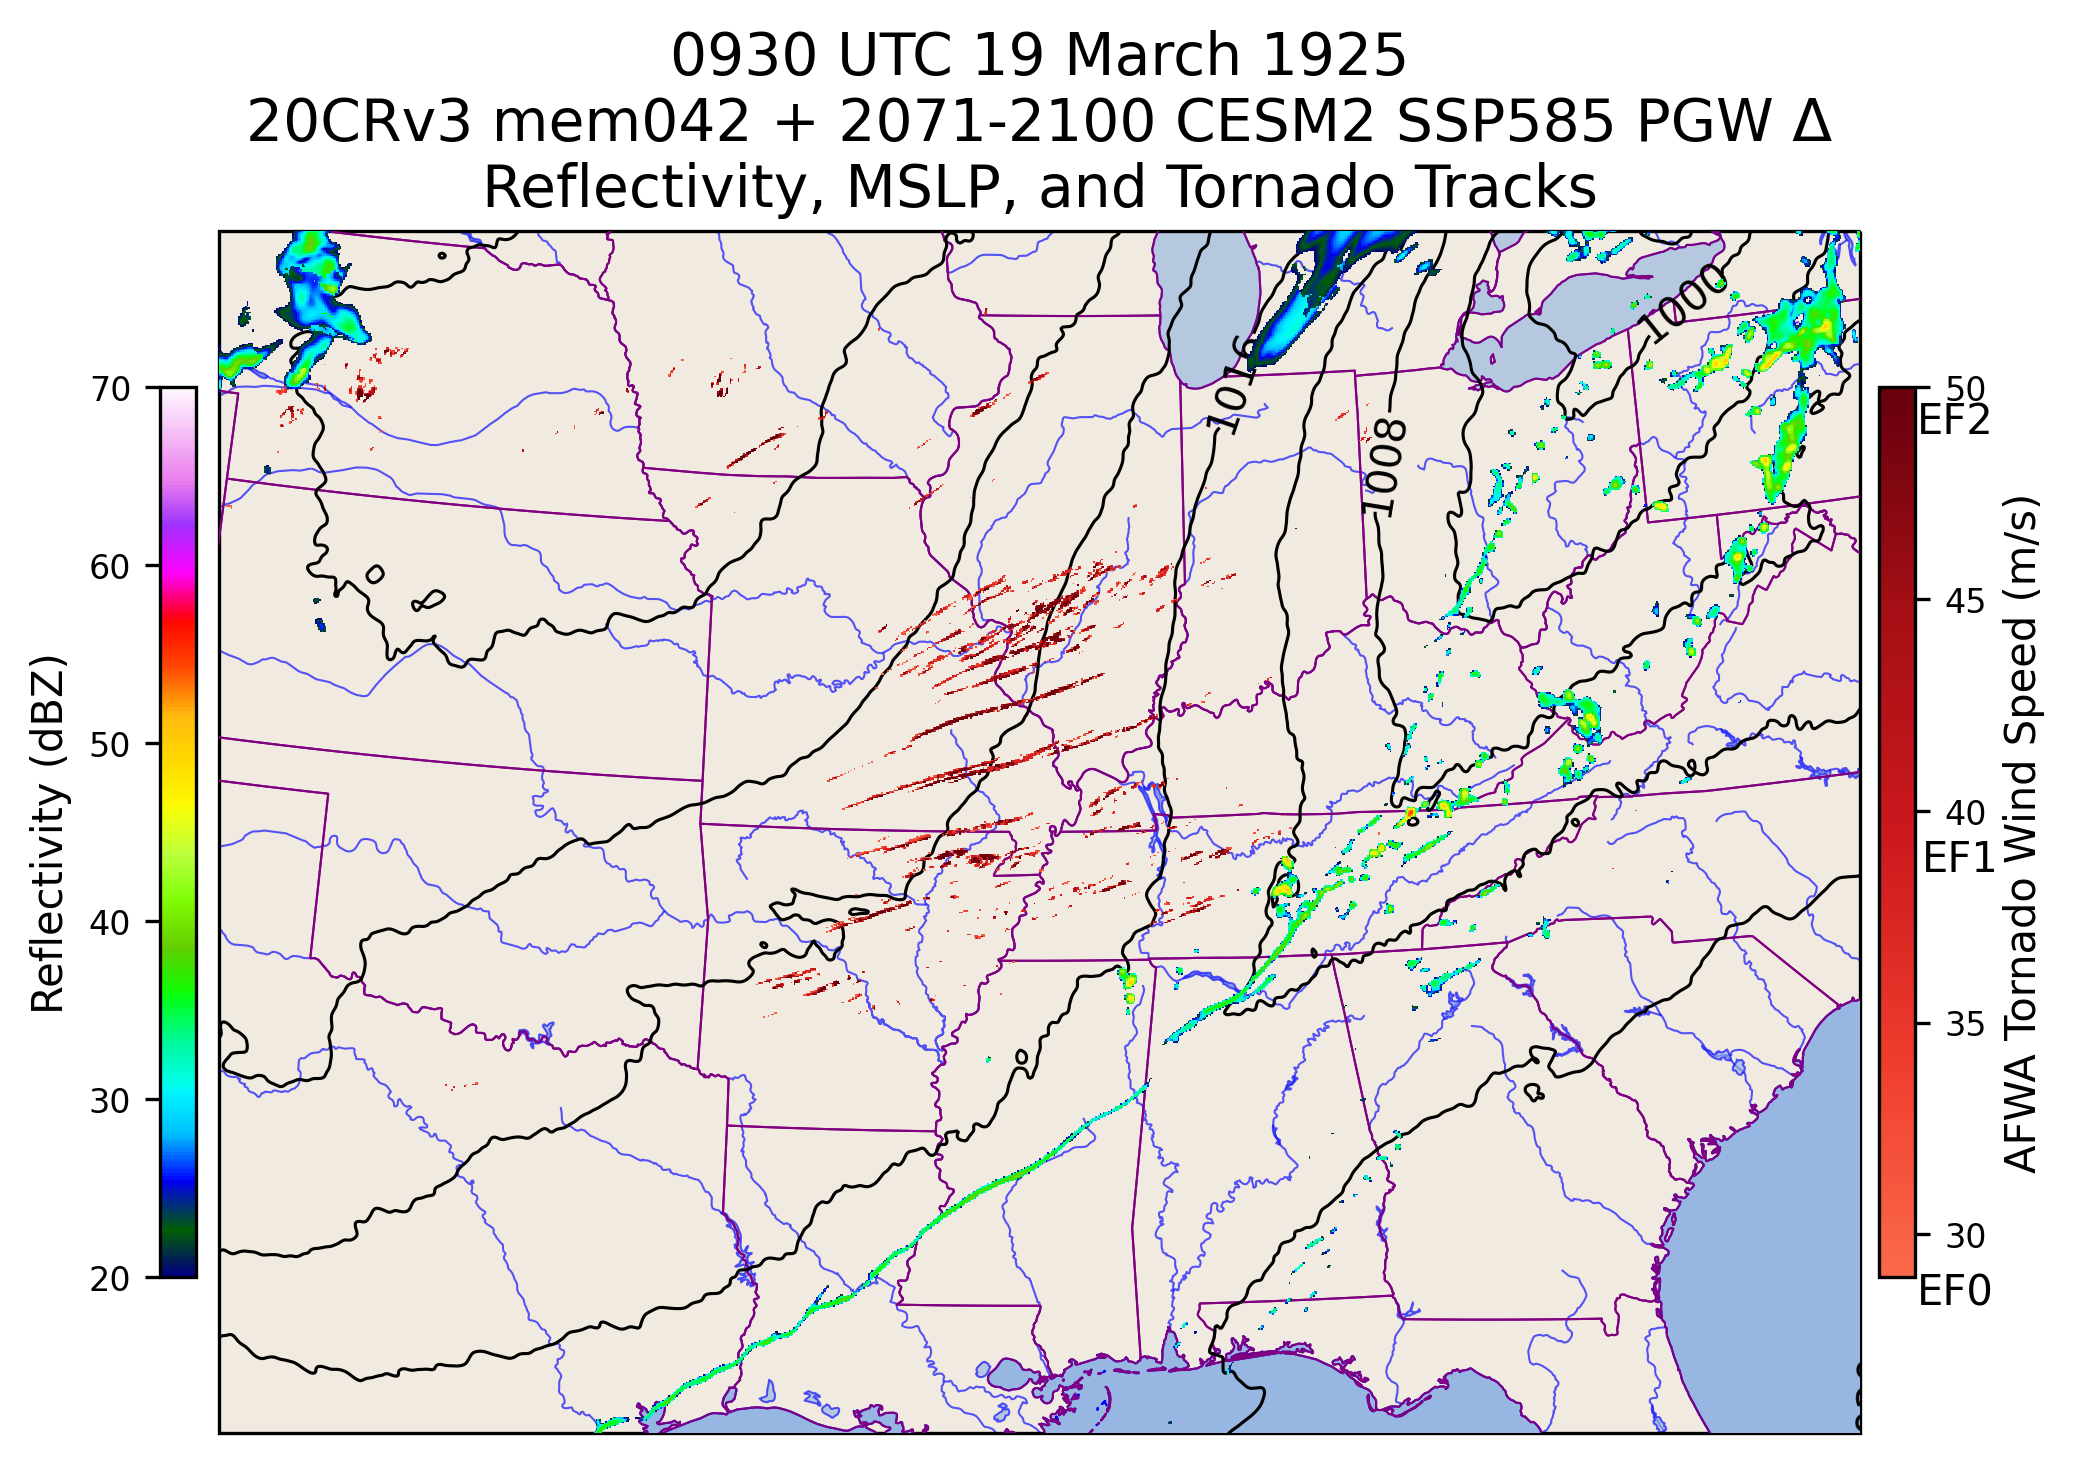 0930 UTC 19 March 1925
20CRv3 mem042 + 2071-2100 CESM2 SSP585 PGW Δ
Reflectivity, MSLP, and Tornado Tracks
Reflectivity (dBZ)
70
60
50
40
30
20
1016
1008
1000
50
EF2
45
40
EF1
35
30
EF0
AFWA Tornado Wind Speed (m/s)